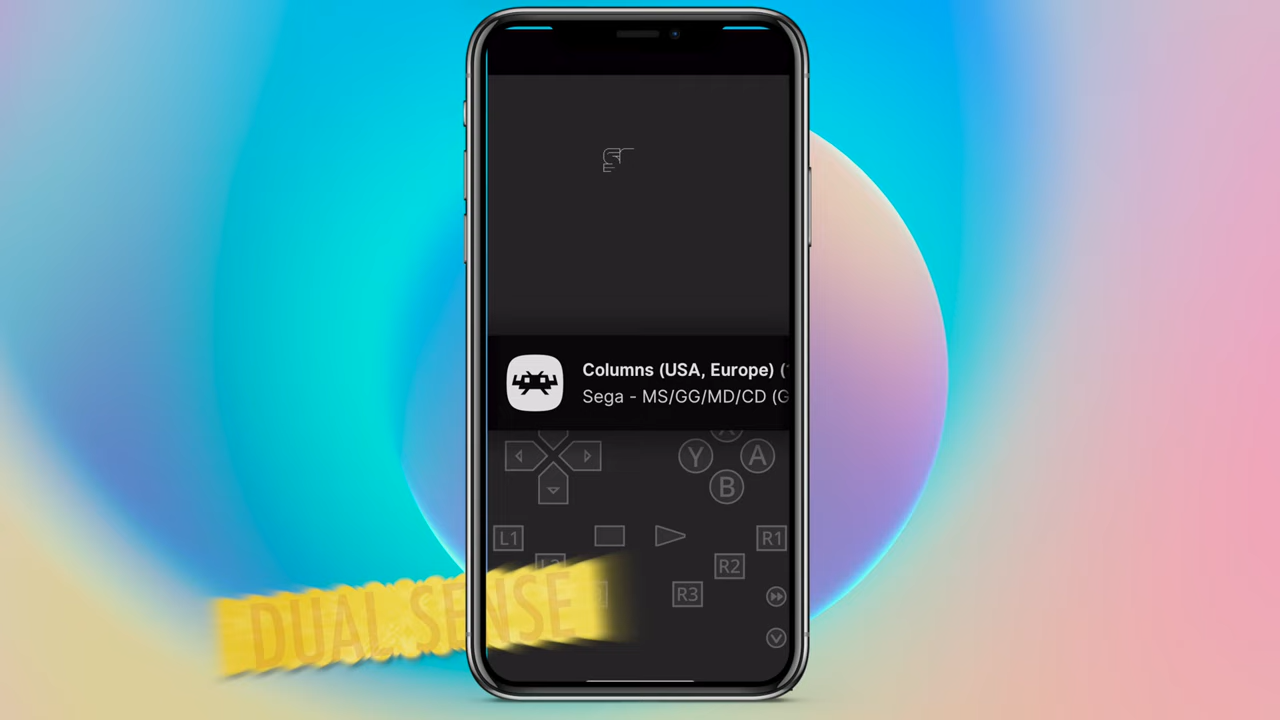 Columns (USA, Europe) (
Sega - MS/GG/MD/CD (G
Y
A
B
L1
R1
R2
R3
DUAL SENSE